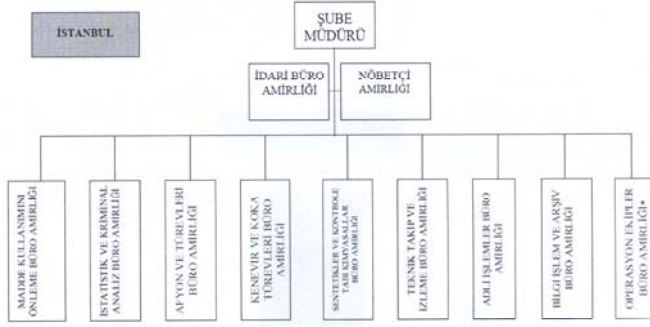 İSTANBUL
ŞUBE
MÜDÜRÜ
İDARİ BÜRO
AMİRLİĞİ
NÖBETÇİ
AMİRLİĞİ
MADDE KULLANIMINI
ÖNLEME BÜRO AMİRLİĞİ
İSTATİSTİK VE KRİMİNAL
ANALİZ BÜRO AMİRLİĞİ
AFYON VE TÜREVLERİ
BÜRO AMİRLİĞİ
KENEVİR VE KOKA
TÜREVLERİ BÜRO
AMİRLİĞİ
SENTETİKLER VE KONTROLE
TABİ KİMYASALLAR
BÜRO AMİRLİĞİ
TEKNİK TAKİP VE
İZLEME BÜRO AMİRLİĞİ
ADLİ İŞLEMLER BÜRO
AMİRLİĞİ
BİLGİ İŞLEM VE ARŞİV
BÜRO AMİRLİĞİ
OPERASYON EKİPLER
BÜRO AMİRLİĞİ*